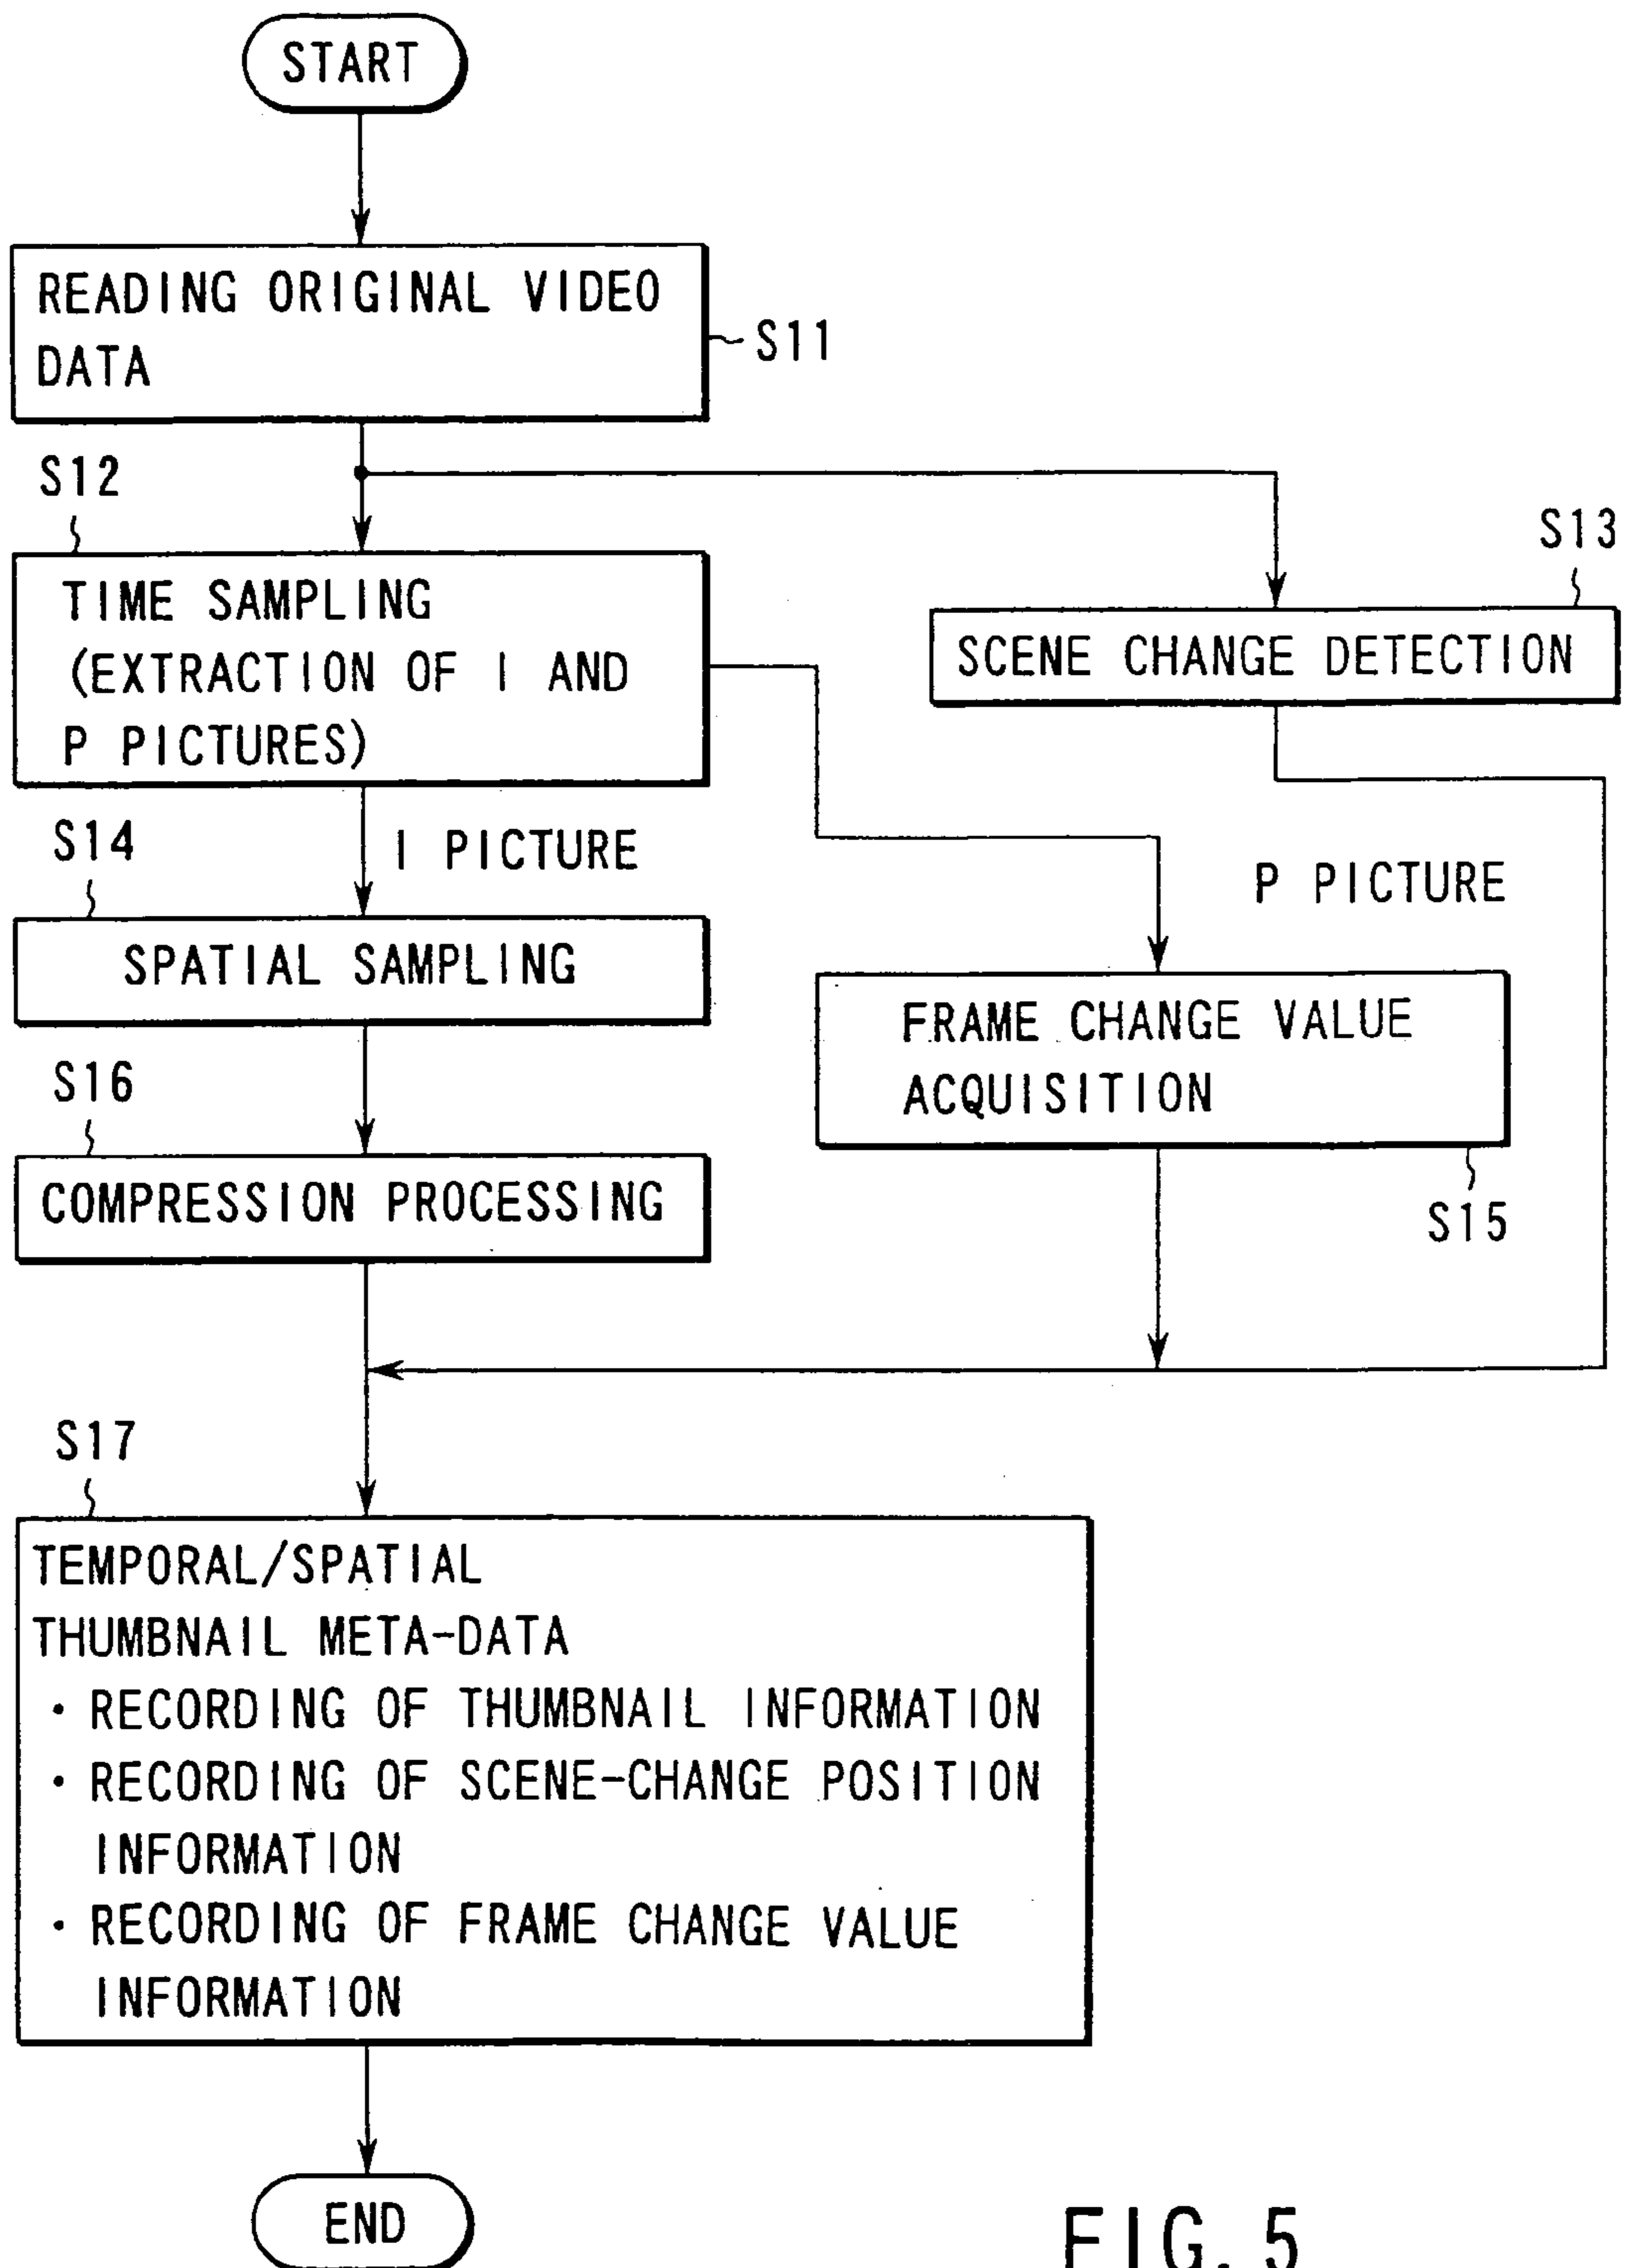 START
READING ORIGINAL VIDEO
DATA
S11
S12
TIME SAMPLING
(EXTRACTION OF I AND
P PICTURES)
S13
SCENE CHANGE DETECTION
S14
I PICTURE
P PICTURE
SPATIAL SAMPLING
FRAME CHANGE VALUE
ACQUISITION
S15
S16
COMPRESSION PROCESSING
S17
TEMPORAL/SPATIAL
THUMBNAIL META-DATA
· RECORDING OF THUMBNAIL INFORMATION
· RECORDING OF SCENE-CHANGE POSITION
INFORMATION
· RECORDING OF FRAME CHANGE VALUE
INFORMATION
END
FIG. 5